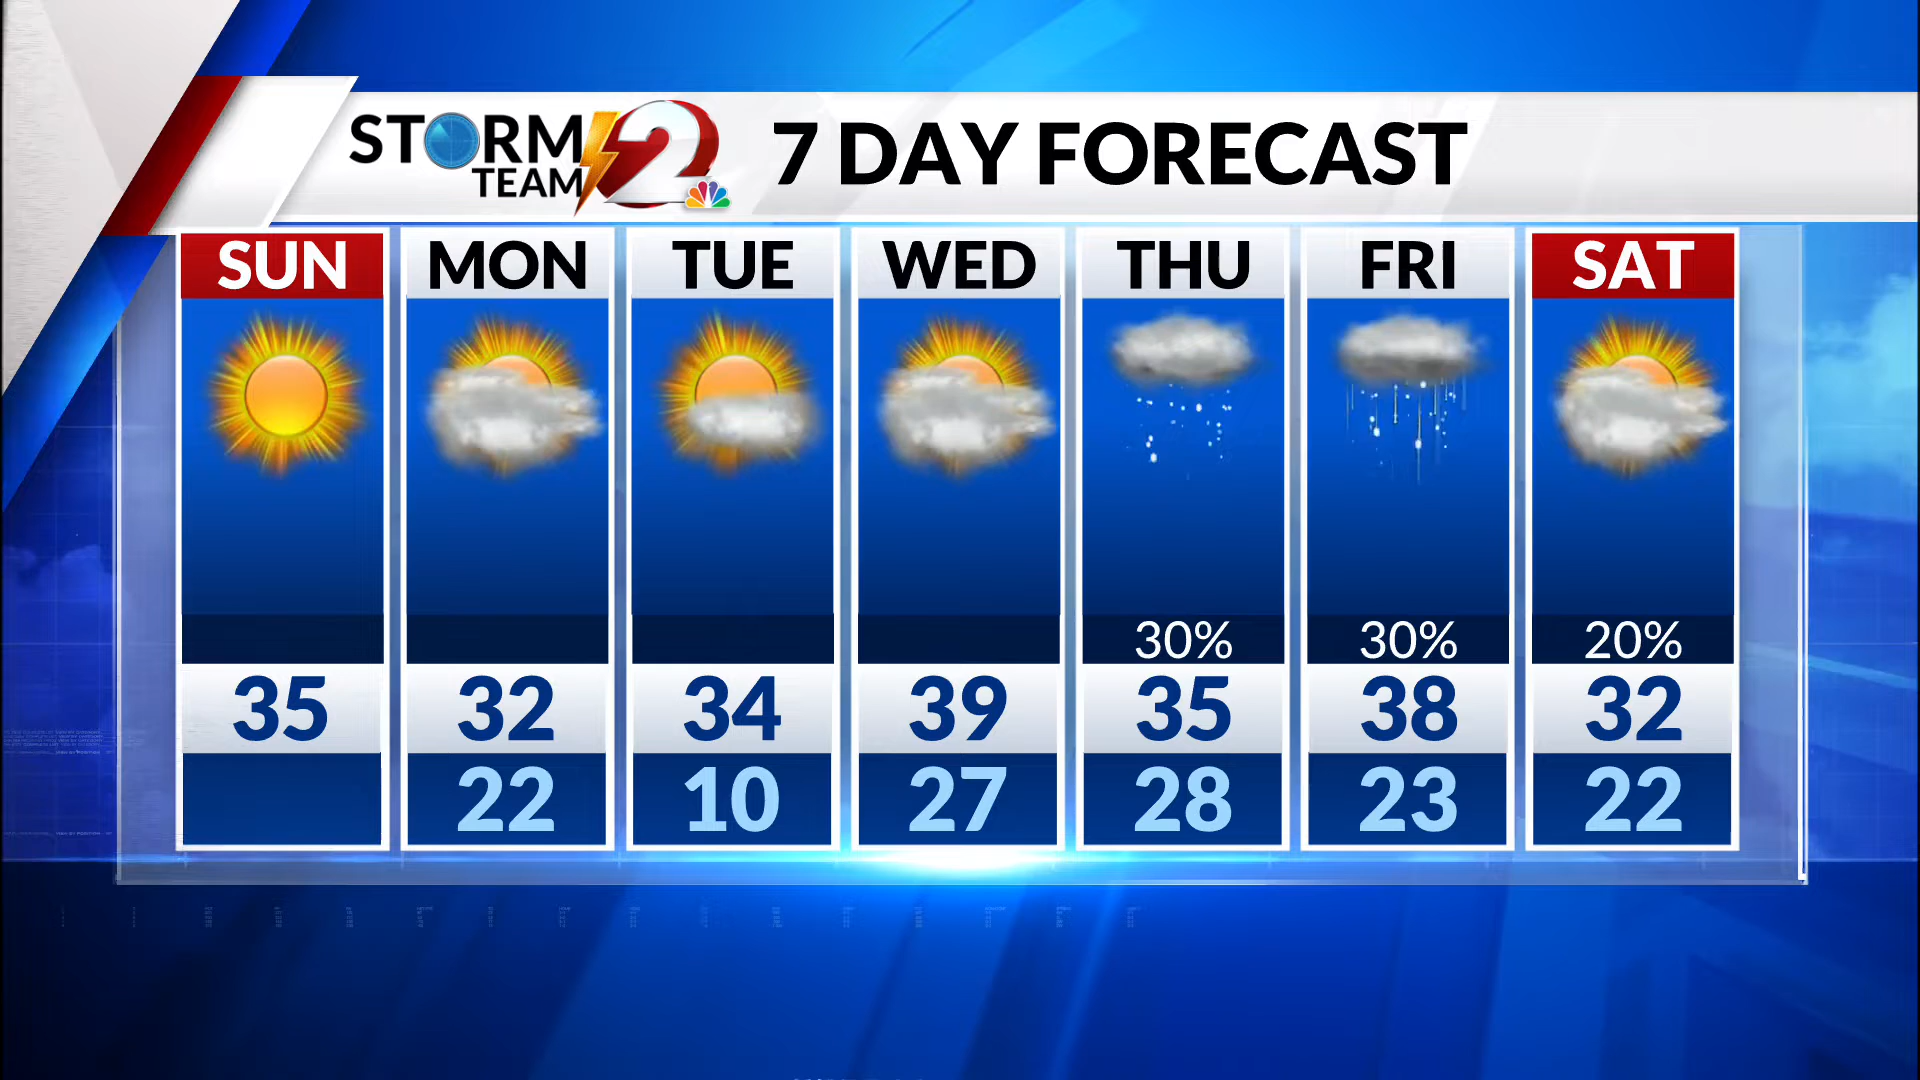 STORM
TEAM 2
7 DAY FORECAST
SUN MON TUE WED THU FRI SAT
30% 30% 20%
35 32 34 39 35 38 32
22 10 27 28 23 22